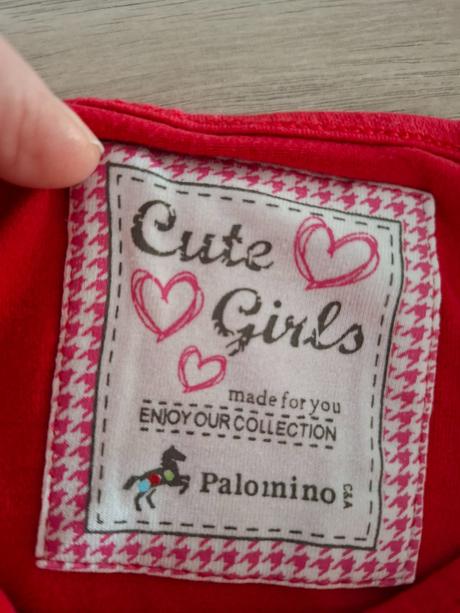 Cute
Girls
made for you
ENJOY OUR COLLECTION
Palomino C&A